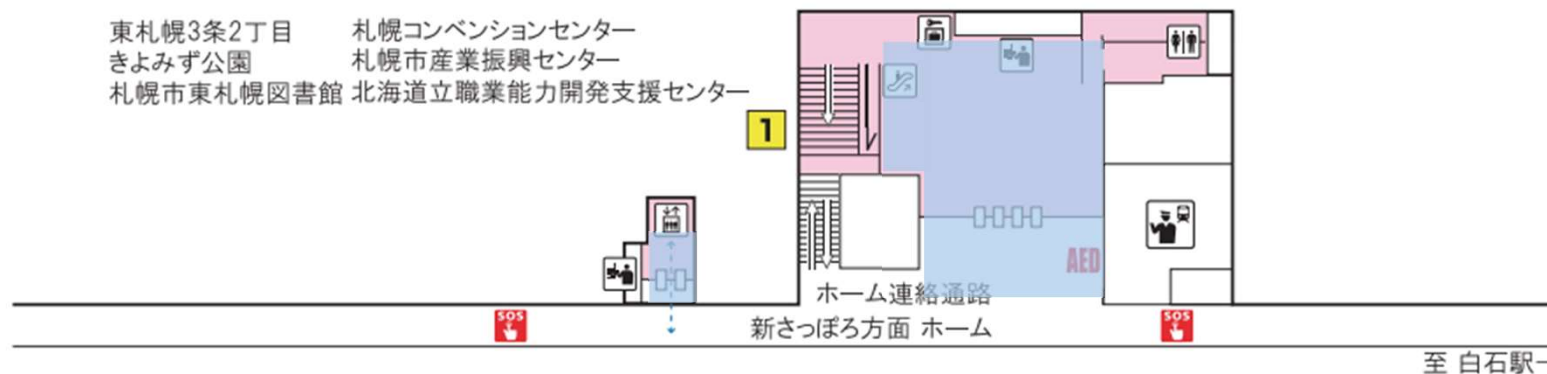 東札幌3条2丁目
きよみず公園
札幌市東札幌図書館
札幌コンベンションセンター
札幌市産業振興センター
北海道立職業能力開発支援センター
1
AED
ホーム連絡通路
SOS
新さっぽろ方面 ホーム
SOS
至 白石駅